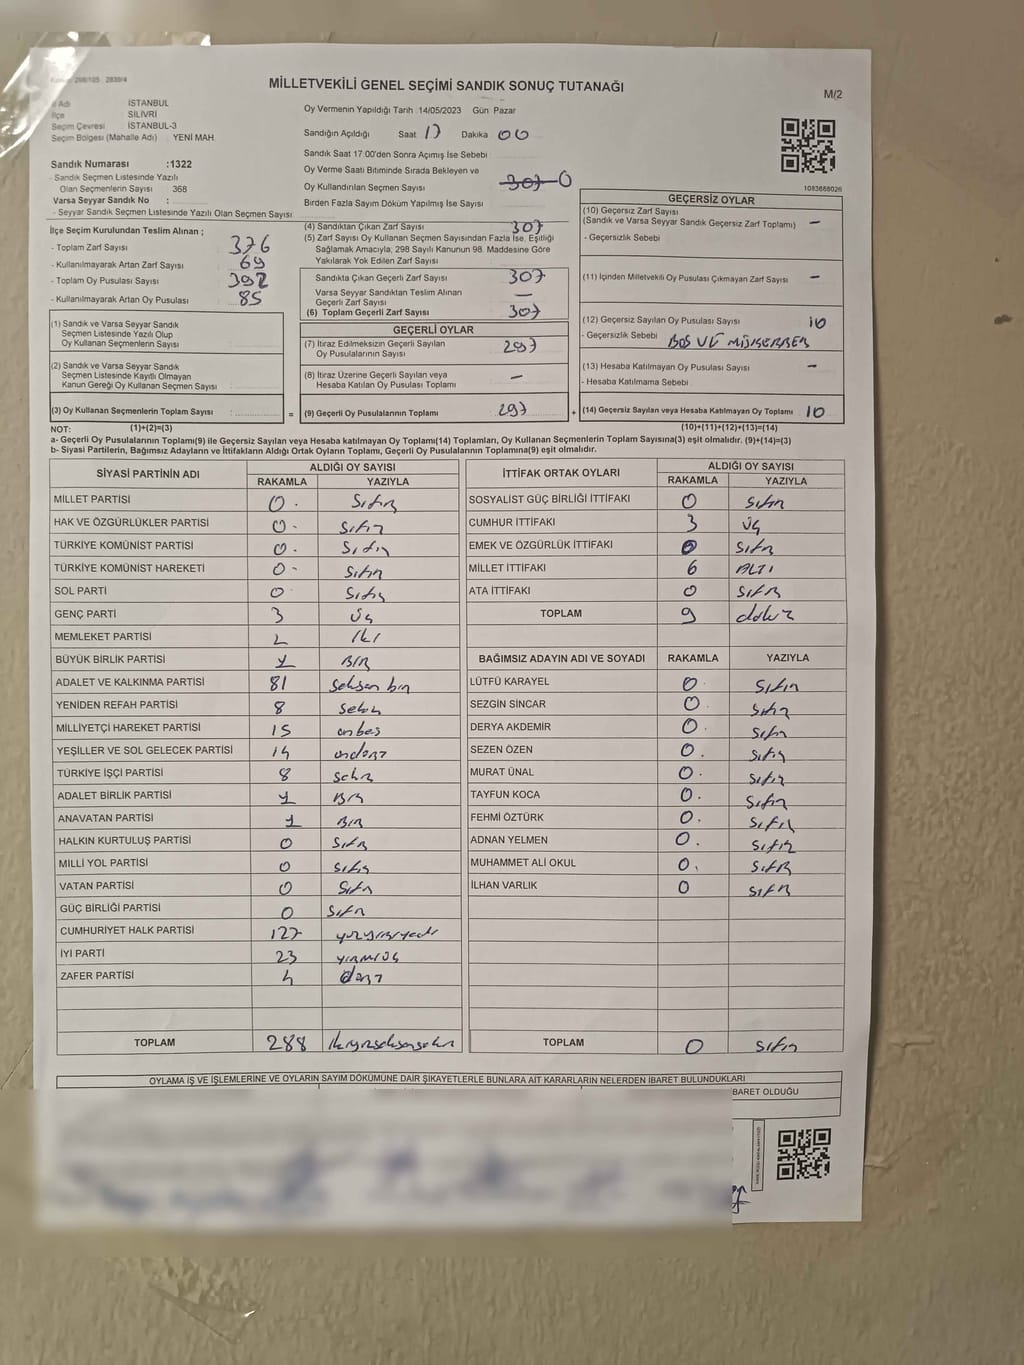 298/105 2839/4
MİLLETVEKİLİ GENEL SEÇİMİ SANDIK SONUÇ TUTANAĞI
M/2
İl Adı İSTANBUL
İlçe SİLİVRİ
Seçim Çevresi İSTANBUL-3
Seçim Bölgesi (Mahalle Adı) : YENİ MAH.
Oy Vermenin Yapıldığı Tarih :14/05/2023 Gün Pazar
Sandığın Açıldığı Saat 17 Dakika 00
Sandık Saat 17:00'den Sonra Açımış İse Sebebi
Oy Verme Saati Bitiminde Sırada Bekleyen ve
Oy Kullandırılan Seçmen Sayısı 307 0
Birden Fazla Sayım Döküm Yapılmış İse Sayısı
Sandık Numarası :1322
- Sandık Seçmen Listesinde Yazılı
Olan Seçmenlerin Sayısı : 368
Varsa Seyyar Sandık No :
- Seyyar Sandık Seçmen Listesinde Yazılı Olan Seçmen Sayısı
1083688026
İlçe Seçim Kurulundan Teslim Alınan ;
- Toplam Zarf Sayısı 376
- Kullanılmayarak Artan Zarf Sayısı 69
- Toplam Oy Pusulası Sayısı 392
- Kullanılmayarak Artan Oy Pusulası 85
(4) Sandıktan Çıkan Zarf Sayısı 307
(5) Zarf Sayısı Oy Kullanan Seçmen Sayısından Fazla İse, Eşitliği
Sağlamak Amacıyla, 298 Sayılı Kanunun 98. Maddesine Göre
Yakılarak Yok Edilen Zarf Sayısı
Sandıkta Çıkan Geçerli Zarf Sayısı 307
Varsa Seyyar Sandıktan Teslim Alınan
Geçerli Zarf Sayısı —
(6) Toplam Geçerli Zarf Sayısı 307
GEÇERSİZ OYLAR
(10) Geçersiz Zarf Sayısı
(Sandık ve Varsa Seyyar Sandık Geçersiz Zarf Toplamı) —
- Geçersizlik Sebebi
(11) İçinden Milletvekili Oy Pusulası Çıkmayan Zarf Sayısı —
(12) Geçersiz Sayılan Oy Pusulası Sayısı 10
- Geçersizlik Sebebi BOŞ VE MÜKERRER
(13) Hesaba Katılmayan Oy Pusulası Sayısı —
- Hesaba Katılmama Sebebi
(14) Geçersiz Sayılan veya Hesaba Katılmayan Oy Toplamı 10
(1) Sandık ve Varsa Seyyar Sandık
Seçmen Listesinde Yazılı Olup
Oy Kullanan Seçmenlerin Sayısı
(2) Sandık ve Varsa Seyyar Sandık
Seçmen Listesinde Kayıtlı Olmayan
Kanun Gereği Oy Kullanan Seçmen Sayısı
(3) Oy Kullanan Seçmenlerin Toplam Sayısı : =
GEÇERLİ OYLAR
(7) İtiraz Edilmeksizin Geçerli Sayılan
Oy Pusulalarının Sayısı 297
(8) İtiraz Üzerine Geçerli Sayılan veya
Hesaba Katılan Oy Pusulası Toplamı —
(9) Geçerli Oy Pusulalarının Toplamı 297 +
NOT: (1)+(2)=(3) (10)+(11)+(12)+(13)=(14)
a- Geçerli Oy Pusulalarının Toplamı(9) ile Geçersiz Sayılan veya Hesaba katılmayan Oy Toplamı(14) Toplamları, Oy Kullanan Seçmenlerin Toplam Sayısına(3) eşit olmalıdır. (9)+(14)=(3)
b- Siyasi Partilerin, Bağımsız Adayların ve İttifakların Aldığı Ortak Oyların Toplamı, Geçerli Oy Pusulalarının Toplamına(9) eşit olmalıdır.
SİYASİ PARTİNİN ADI ALDIĞI OY SAYISI
RAKAMLA YAZIYLA
MİLLET PARTİSİ 0 Sıfır
HAK VE ÖZGÜRLÜKLER PARTİSİ 0 Sıfır
TÜRKİYE KOMÜNİST PARTİSİ 0 Sıfır
TÜRKİYE KOMÜNİST HAREKETİ 0 Sıfır
SOL PARTİ 0 Sıfır
GENÇ PARTİ 3 Üç
MEMLEKET PARTİSİ 2 İki
BÜYÜK BİRLİK PARTİSİ 1 BİR
ADALET VE KALKINMA PARTİSİ 81 Seksen bir
YENİDEN REFAH PARTİSİ 8 Sekiz
MİLLİYETÇİ HAREKET PARTİSİ 15 onbeş
YEŞİLLER VE SOL GELECEK PARTİSİ 14 ondört
TÜRKİYE İŞÇİ PARTİSİ 8 Sekiz
ADALET BİRLİK PARTİSİ 1 BİR
ANAVATAN PARTİSİ 1 BİR
HALKIN KURTULUŞ PARTİSİ 0 Sıfır
MİLLİ YOL PARTİSİ 0 Sıfır
VATAN PARTİSİ 0 Sıfır
GÜÇ BİRLİĞİ PARTİSİ 0 Sıfır
CUMHURİYET HALK PARTİSİ 127 yüzyirmiyedi
İYİ PARTİ 23 YİRMİÜÇ
ZAFER PARTİSİ 4 dört
TOPLAM 288 İkiyüzseksensekiz
İTTİFAK ORTAK OYLARI ALDIĞI OY SAYISI
RAKAMLA YAZIYLA
SOSYALİST GÜÇ BİRLİĞİ İTTİFAKI 0 Sıfır
CUMHUR İTTİFAKI 3 Üç
EMEK VE ÖZGÜRLÜK İTTİFAKI 0 Sıfır
MİLLET İTTİFAKI 6 ALTI
ATA İTTİFAKI 0 Sıfır
TOPLAM 9 dokuz
BAĞIMSIZ ADAYIN ADI VE SOYADI RAKAMLA YAZIYLA
LÜTFÜ KARAYEL 0 Sıfır
SEZGİN SİNCAR 0 Sıfır
DERYA AKDEMİR 0 Sıfır
SEZEN ÖZEN 0 Sıfır
MURAT ÜNAL 0 Sıfır
TAYFUN KOCA 0 Sıfır
FEHMİ ÖZTÜRK 0 Sıfır
ADNAN YELMEN 0 Sıfır
MUHAMMET ALİ OKUL 0 Sıfır
İLHAN VARLIK 0 Sıfır
TOPLAM 0 Sıfır
OYLAMA İŞ VE İŞLEMLERİNE VE OYLARIN SAYIM DÖKÜMÜNE DAİR ŞİKAYETLERLE BUNLARA AİT KARARLARIN NELERDEN İBARET BULUNDUKLARI
BARET OLDUĞU